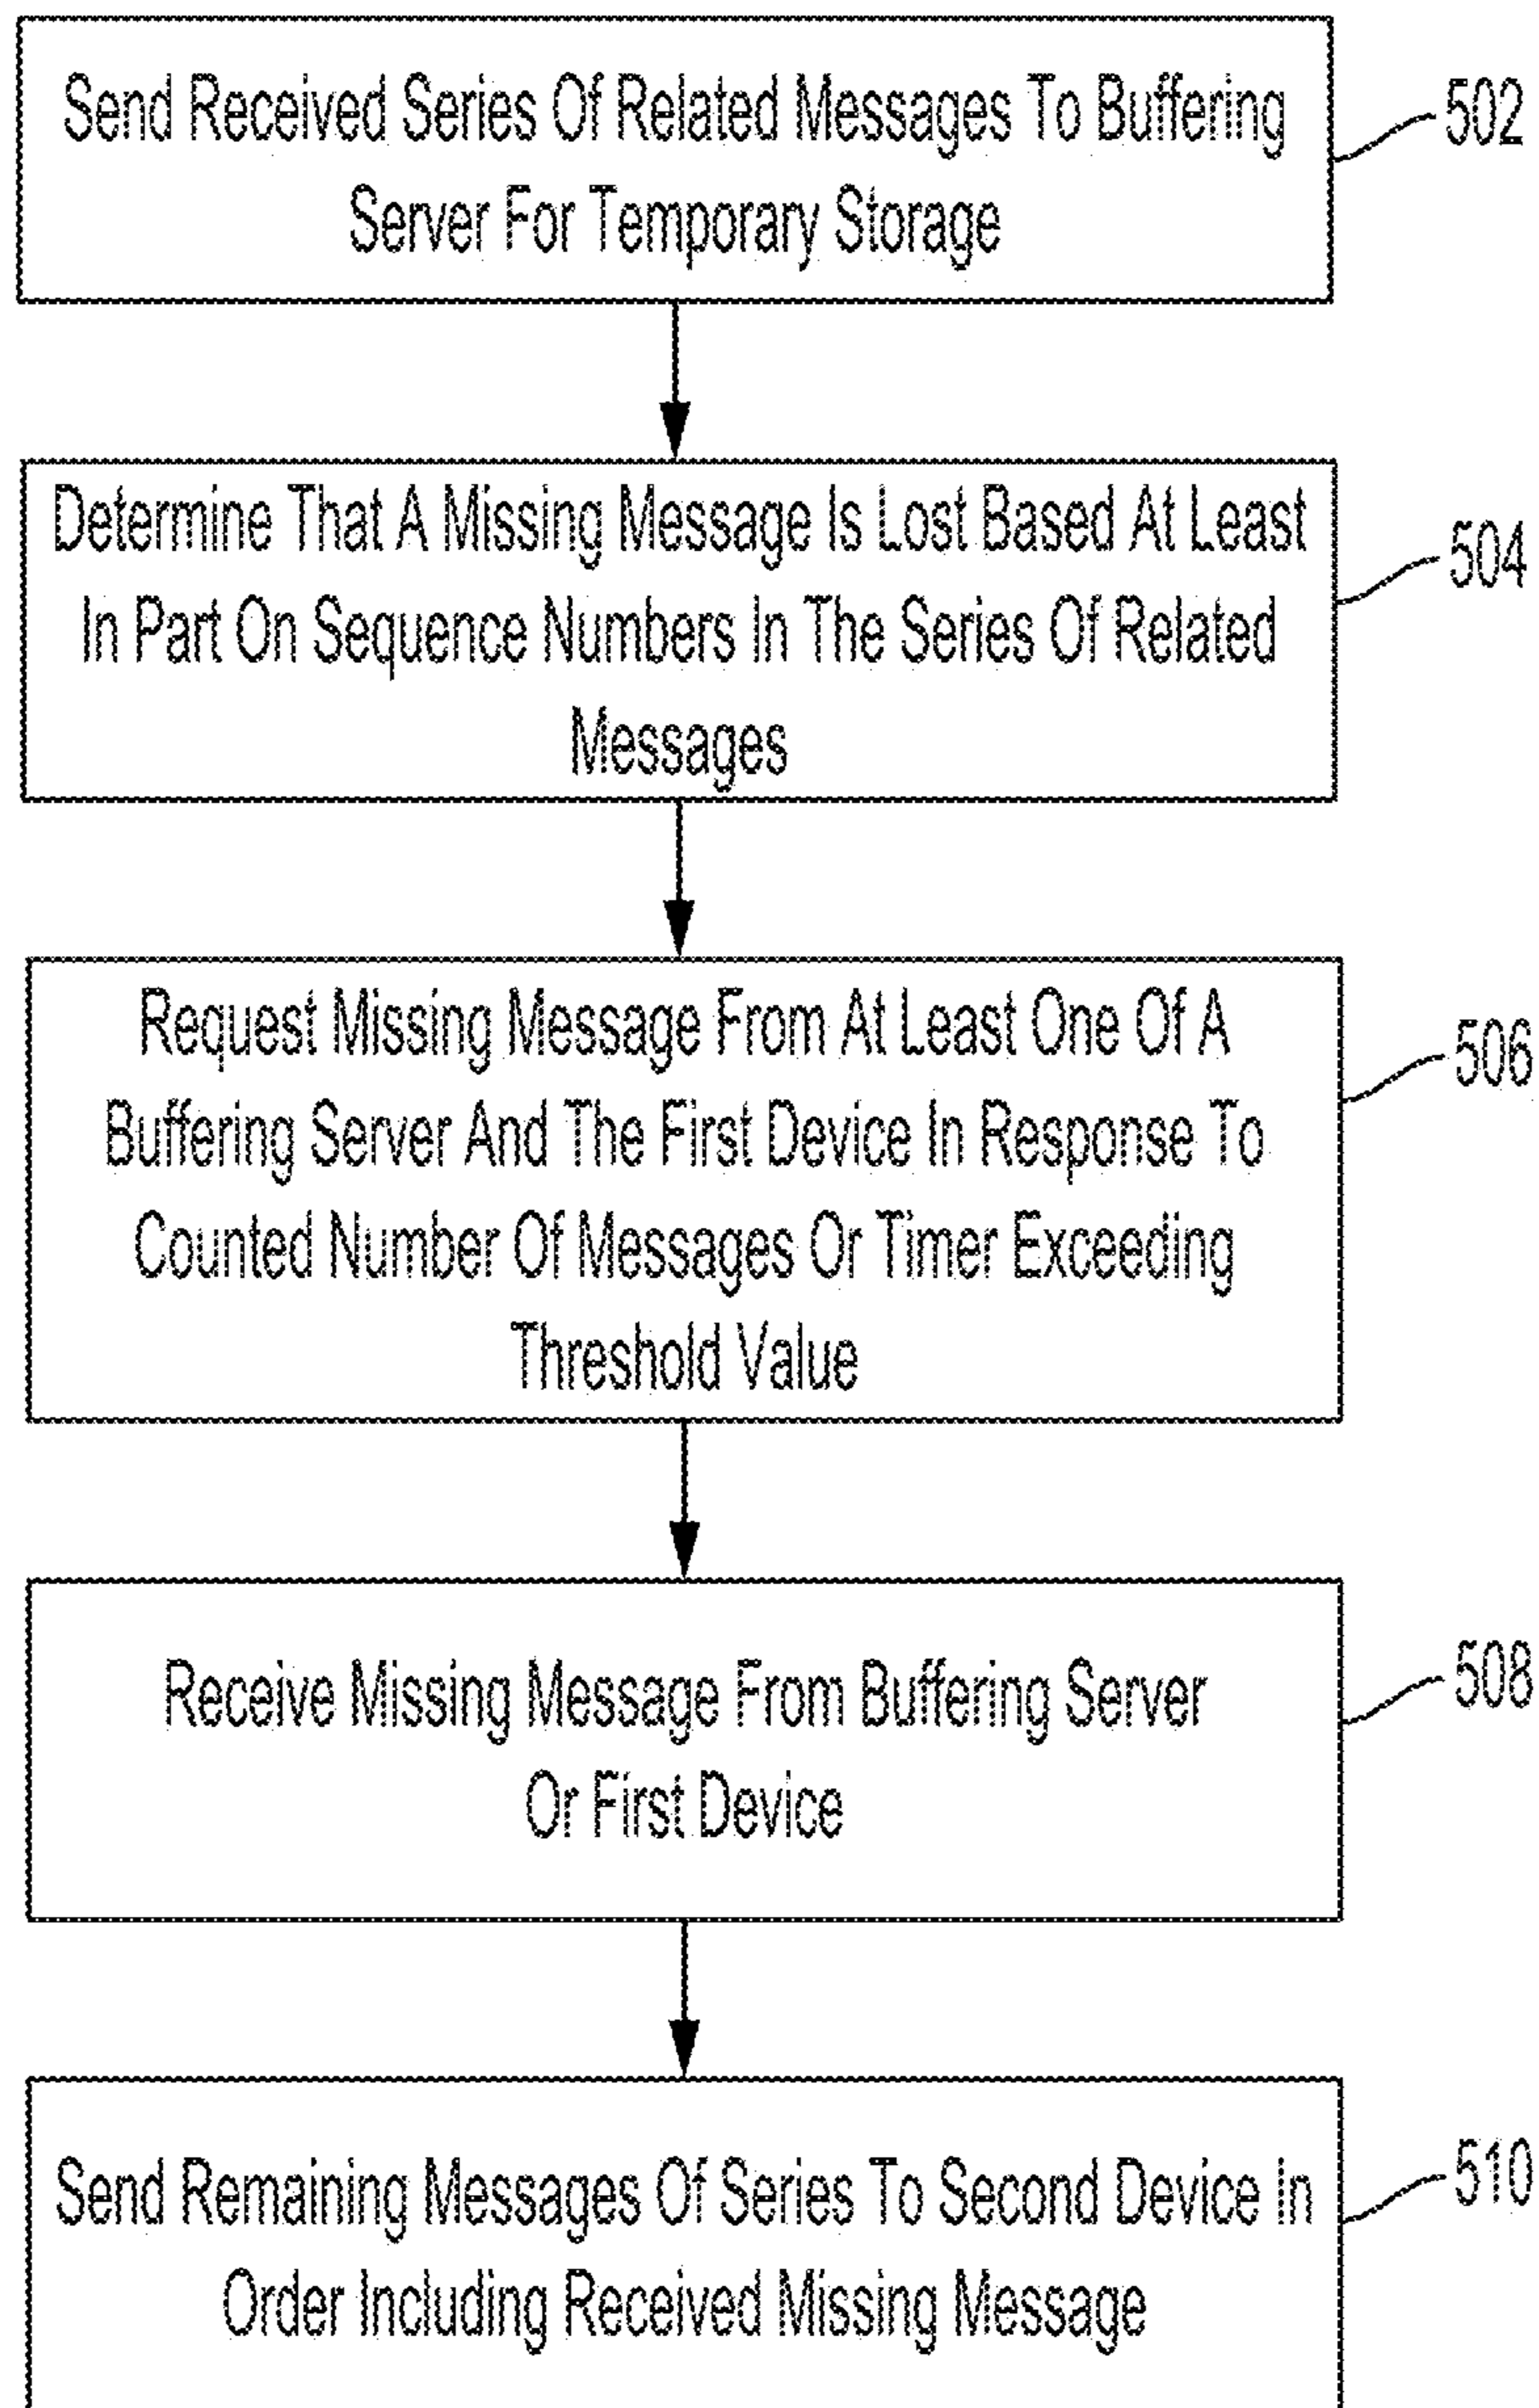 Send Received Series Of Related Messages To Buffering
Server For Temporary Storage
502
Determine That A Missing Message Is Lost Based At Least
In Part On Sequence Numbers In The Series Of Related
Messages
504
Request Missing Message From At Least One Of A
Buffering Server And The First Device In Response To
Counted Number Of Messages Or Timer Exceeding
Threshold Value
506
Receive Missing Message From Buffering Server
Or First Device
508
Send Remaining Messages Of Series To Second Device In
Order Including Received Missing Message
510